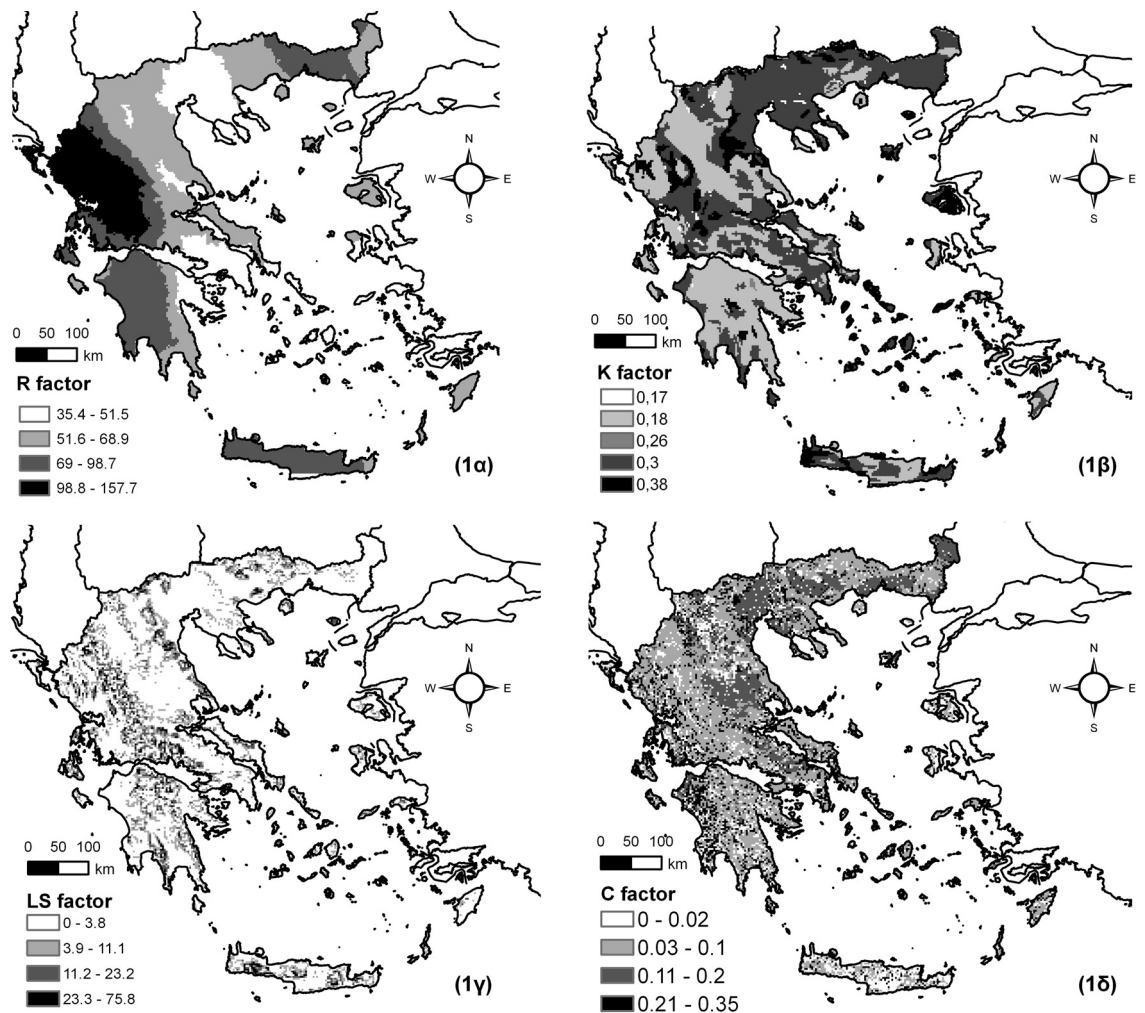 N
W E
S
0 50 100
km
R factor
35.4 - 51.5
51.6 - 68.9
69 - 98.7
98.8 - 157.7
(1α)
N
W E
S
0 50 100
km
K factor
0,17
0,18
0,26
0,3
0,38
(1β)
N
W E
S
0 50 100
km
LS factor
0 - 3.8
3.9 - 11.1
11.2 - 23.2
23.3 - 75.8
(1γ)
N
W E
S
0 50 100
km
C factor
0 - 0.02
0.03 - 0.1
0.11 - 0.2
0.21 - 0.35
(1δ)